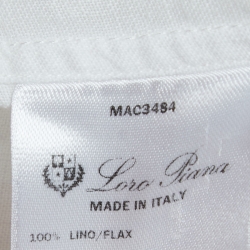 MAC3484
Loro Piana
MADE IN ITALY
100% LINO/FLAX